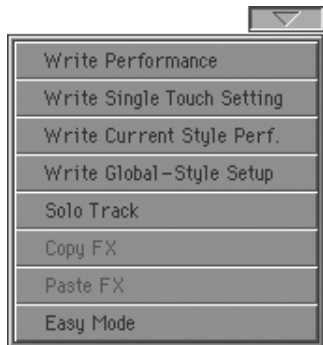 Write Performance
Write Single Touch Setting
Write Current Style Perf.
Write Global-Style Setup
Solo Track
Copy FX
Paste FX
Easy Mode